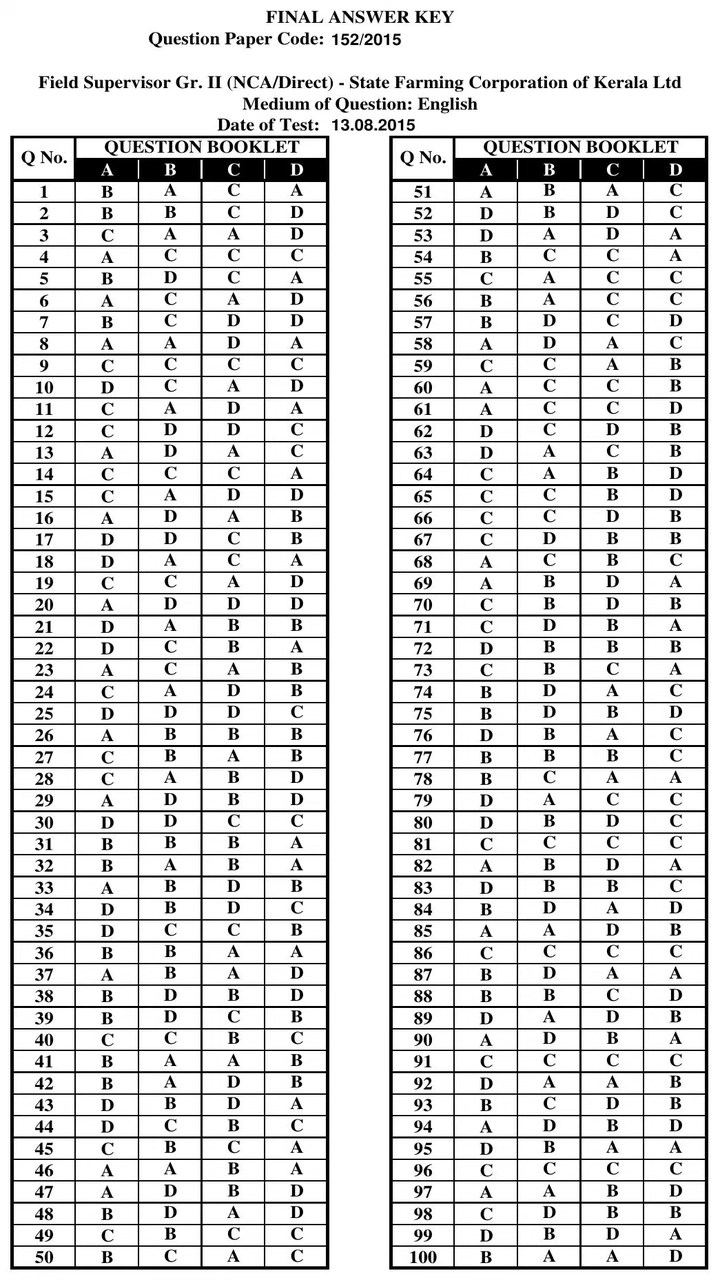 FINAL ANSWER KEY
Question Paper Code: 152/2015
Field Supervisor Gr. II (NCA/Direct) - State Farming Corporation of Kerala Ltd
Medium of Question: English
Date of Test: 13.08.2015
Q No. QUESTION BOOKLET
A B C D
1 B A C A
2 B B C D
3 C A A D
4 A C C C
5 B D C A
6 A C A D
7 B C D D
8 A A D A
9 C C C C
10 D C A D
11 C A D A
12 C D D C
13 A D A C
14 C C C A
15 C A D D
16 A D A B
17 D D C B
18 D A C A
19 C C A D
20 A D D D
21 D A B B
22 D C B A
23 A C A B
24 C A D B
25 D D D C
26 A B B B
27 C B A B
28 C A B D
29 A D B D
30 D D C C
31 B B B A
32 B A B A
33 A B D B
34 D B D C
35 D C C B
36 B B A A
37 A B A D
38 B D B D
39 B D C B
40 C C B C
41 B A A B
42 B A D B
43 D B D A
44 D C B C
45 C B C A
46 A A B A
47 A D B D
48 B D A D
49 C B C C
50 B C A C
Q No. QUESTION BOOKLET
A B C D
51 A B A C
52 D B D C
53 D A D A
54 B C C A
55 C A C C
56 B A C C
57 B D C D
58 A D A C
59 C C A B
60 A C C B
61 A C C D
62 D C D B
63 D A C B
64 C A B D
65 C C B D
66 C C D B
67 C D B B
68 A C B C
69 A B D A
70 C B D B
71 C D B A
72 D B B B
73 C B C A
74 B D A C
75 B D B D
76 D B A C
77 B B B C
78 B C A A
79 D A C C
80 D B D C
81 C C C C
82 A B D A
83 D B B C
84 B D A D
85 A A D B
86 C C C C
87 B D A A
88 B B C D
89 D A D B
90 A D B A
91 C C C C
92 D A A B
93 B C D B
94 A D B D
95 D B A A
96 C C C C
97 A A B D
98 C D B B
99 D B D A
100 B A A D